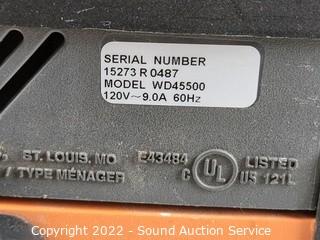 SERIAL NUMBER
15273 R 0487
MODEL WD45500
120V~9.0A 60Hz
ST. LOUIS, MO E43484 LISTED
/ TYPE MÉNAGER C UL US 121L
Copyright © 2022 - Sound Auction Service